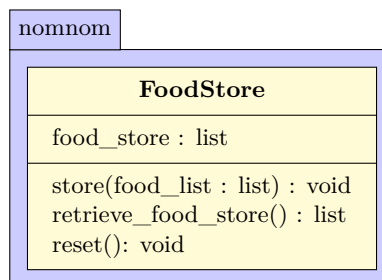 nomnom
FoodStore
food_store : list
store(food_list : list) : void
retrieve_food_store() : list
reset(): void